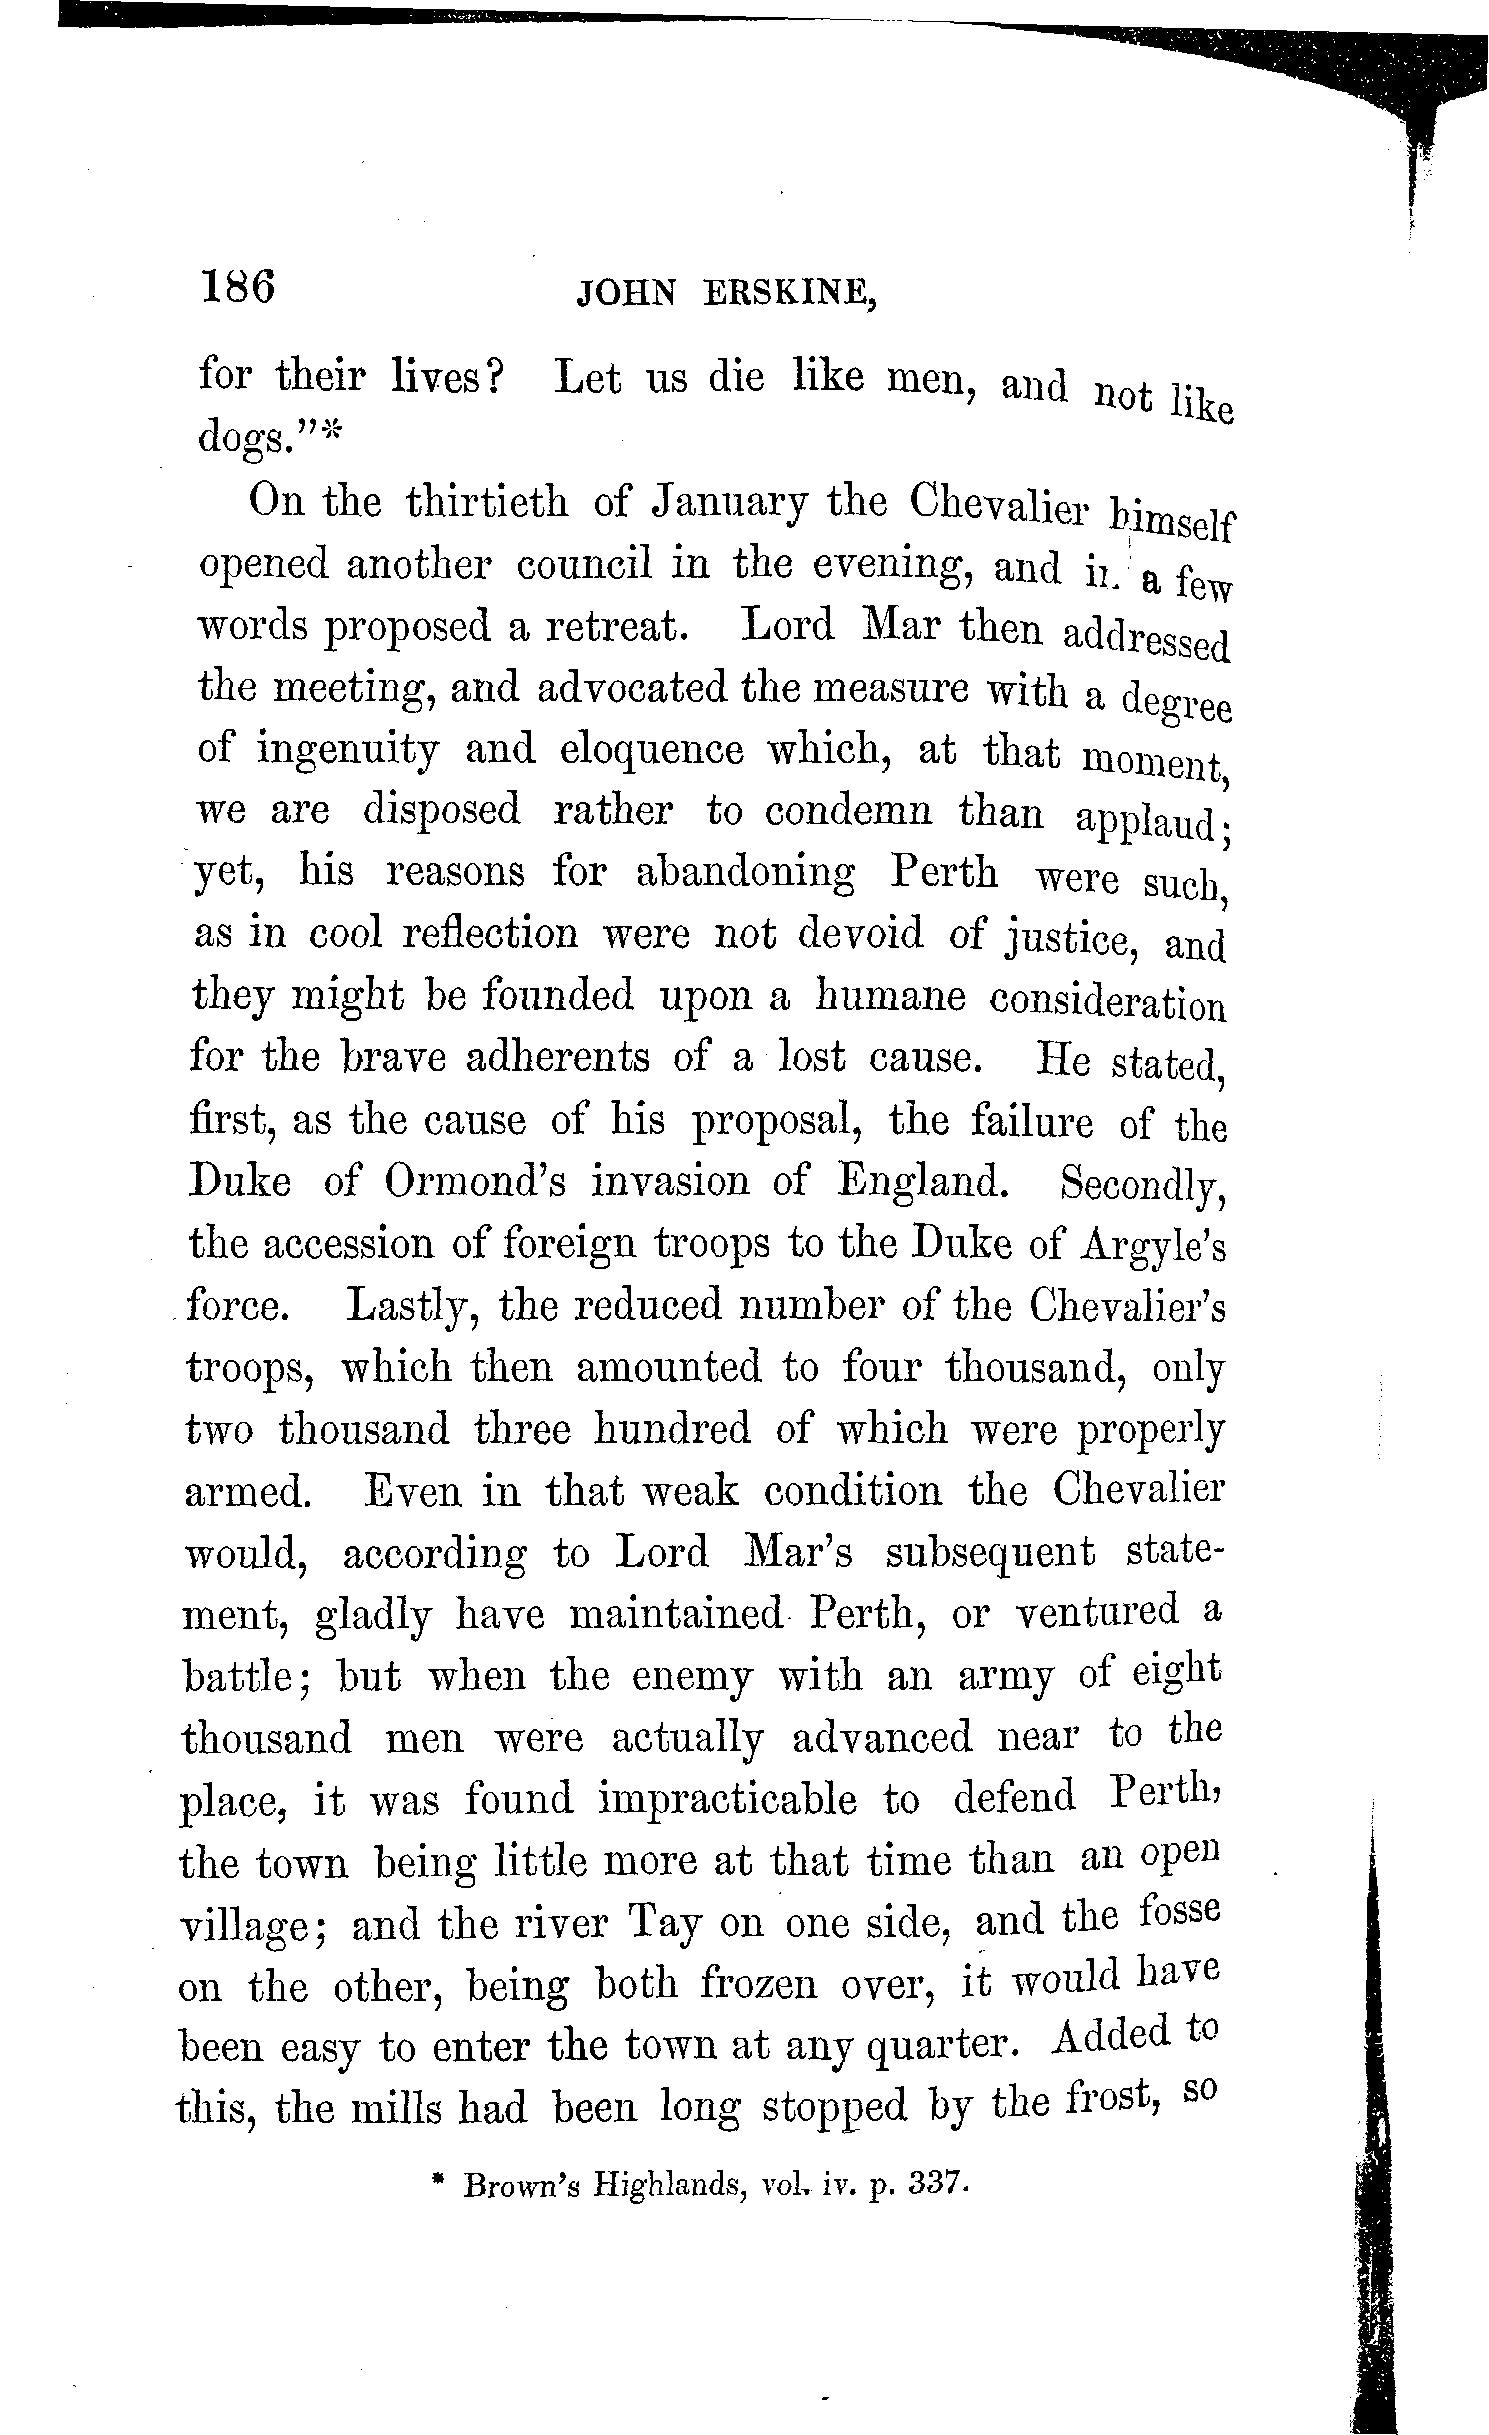 186 JOHN ERSKINE,
for their lives? Let us die like men, and not like
dogs."*
On the thirtieth of January the Chevalier himself
opened another council in the evening, and in a few
words proposed a retreat. Lord Mar then addressed
the meeting, and advocated the measure with a degree
of ingenuity and eloquence which, at that moment,
we are disposed rather to condemn than applaud;
yet, his reasons for abandoning Perth were such,
as in cool reflection were not devoid of justice, and
they might be founded upon a humane consideration
for the brave adherents of a lost cause. He stated,
first, as the cause of his proposal, the failure of the
Duke of Ormond's invasion of England. Secondly,
the accession of foreign troops to the Duke of Argyle's
force. Lastly, the reduced number of the Chevalier's
troops, which then amounted to four thousand, only
two thousand three hundred of which were properly
armed. Even in that weak condition the Chevalier
would, according to Lord Mar's subsequent state-
ment, gladly have maintained Perth, or ventured a
battle; but when the enemy with an army of eight
thousand men were actually advanced near to the
place, it was found impracticable to defend Perth,
the town being little more at that time than an open
village; and the river Tay on one side, and the fosse
on the other, being both frozen over, it would have
been easy to enter the town at any quarter. Added to
this, the mills had been long stopped by the frost, so
* Brown's Highlands, vol. iv. p. 337.